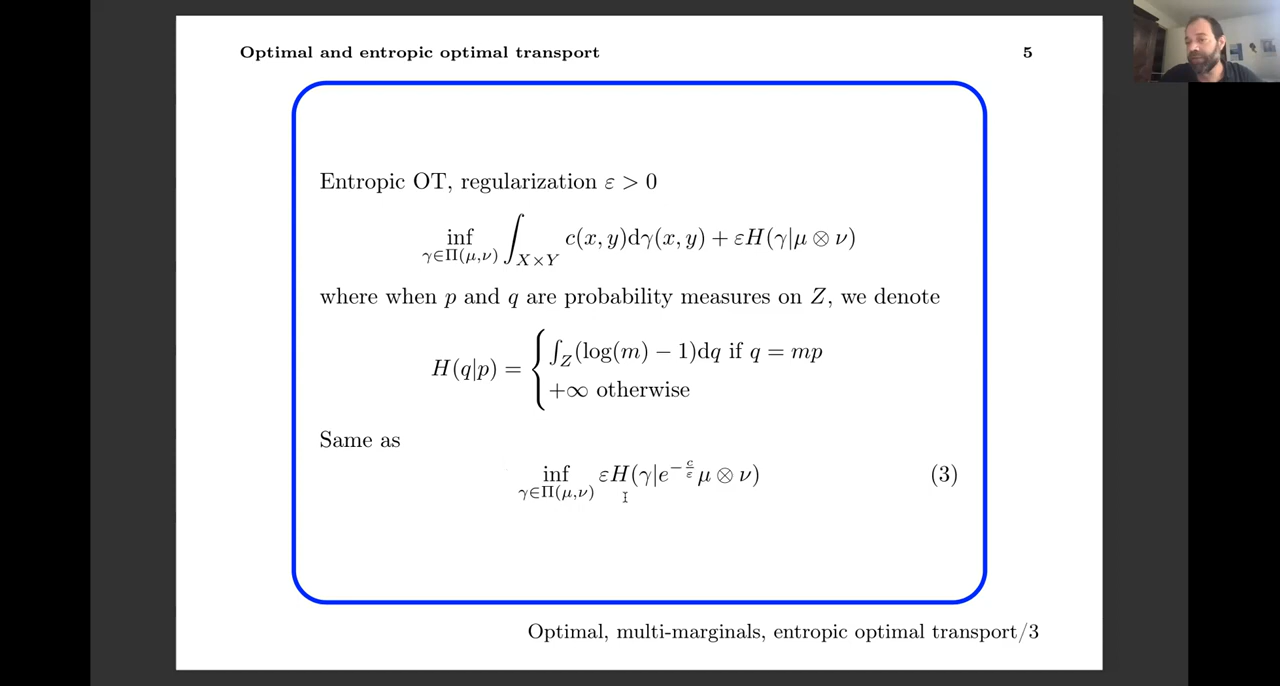 Optimal and entropic optimal transport 5
Entropic OT, regularization ε > 0
inf γ∈Π(μ,ν) ∫_{X×Y} c(x, y)dγ(x, y) + εH(γ|μ ⊗ ν)
where when p and q are probability measures on Z, we denote
H(q|p) = { ∫_Z (log(m) − 1)dq if q = mp
+∞ otherwise
Same as
inf γ∈Π(μ,ν) εH(γ|e^{−c/ε} μ ⊗ ν) (3)
Optimal, multi-marginals, entropic optimal transport/3